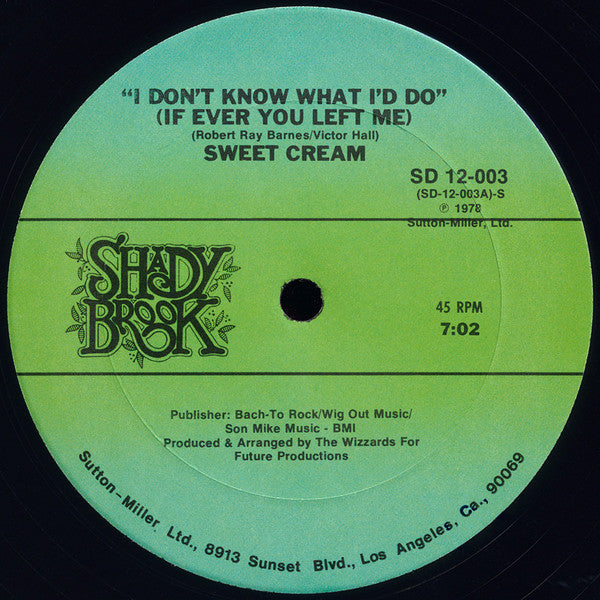 "I DON'T KNOW WHAT I'D DO"
(IF EVER YOU LEFT ME)
(Robert Ray Barnes/Victor Hall)
SWEET CREAM
SD 12-003
(SD-12-003A)-S
℗ 1978
Sutton-Miller, Ltd.
SHADY
BROOK
45 RPM
7:02
Publisher: Bach-To Rock/Wig Out Music/
Son Mike Music - BMI
Produced & Arranged by The Wizzards For
Future Productions
Sutton-Miller Ltd., 8913 Sunset Blvd., Los Angeles, Ca., 90069